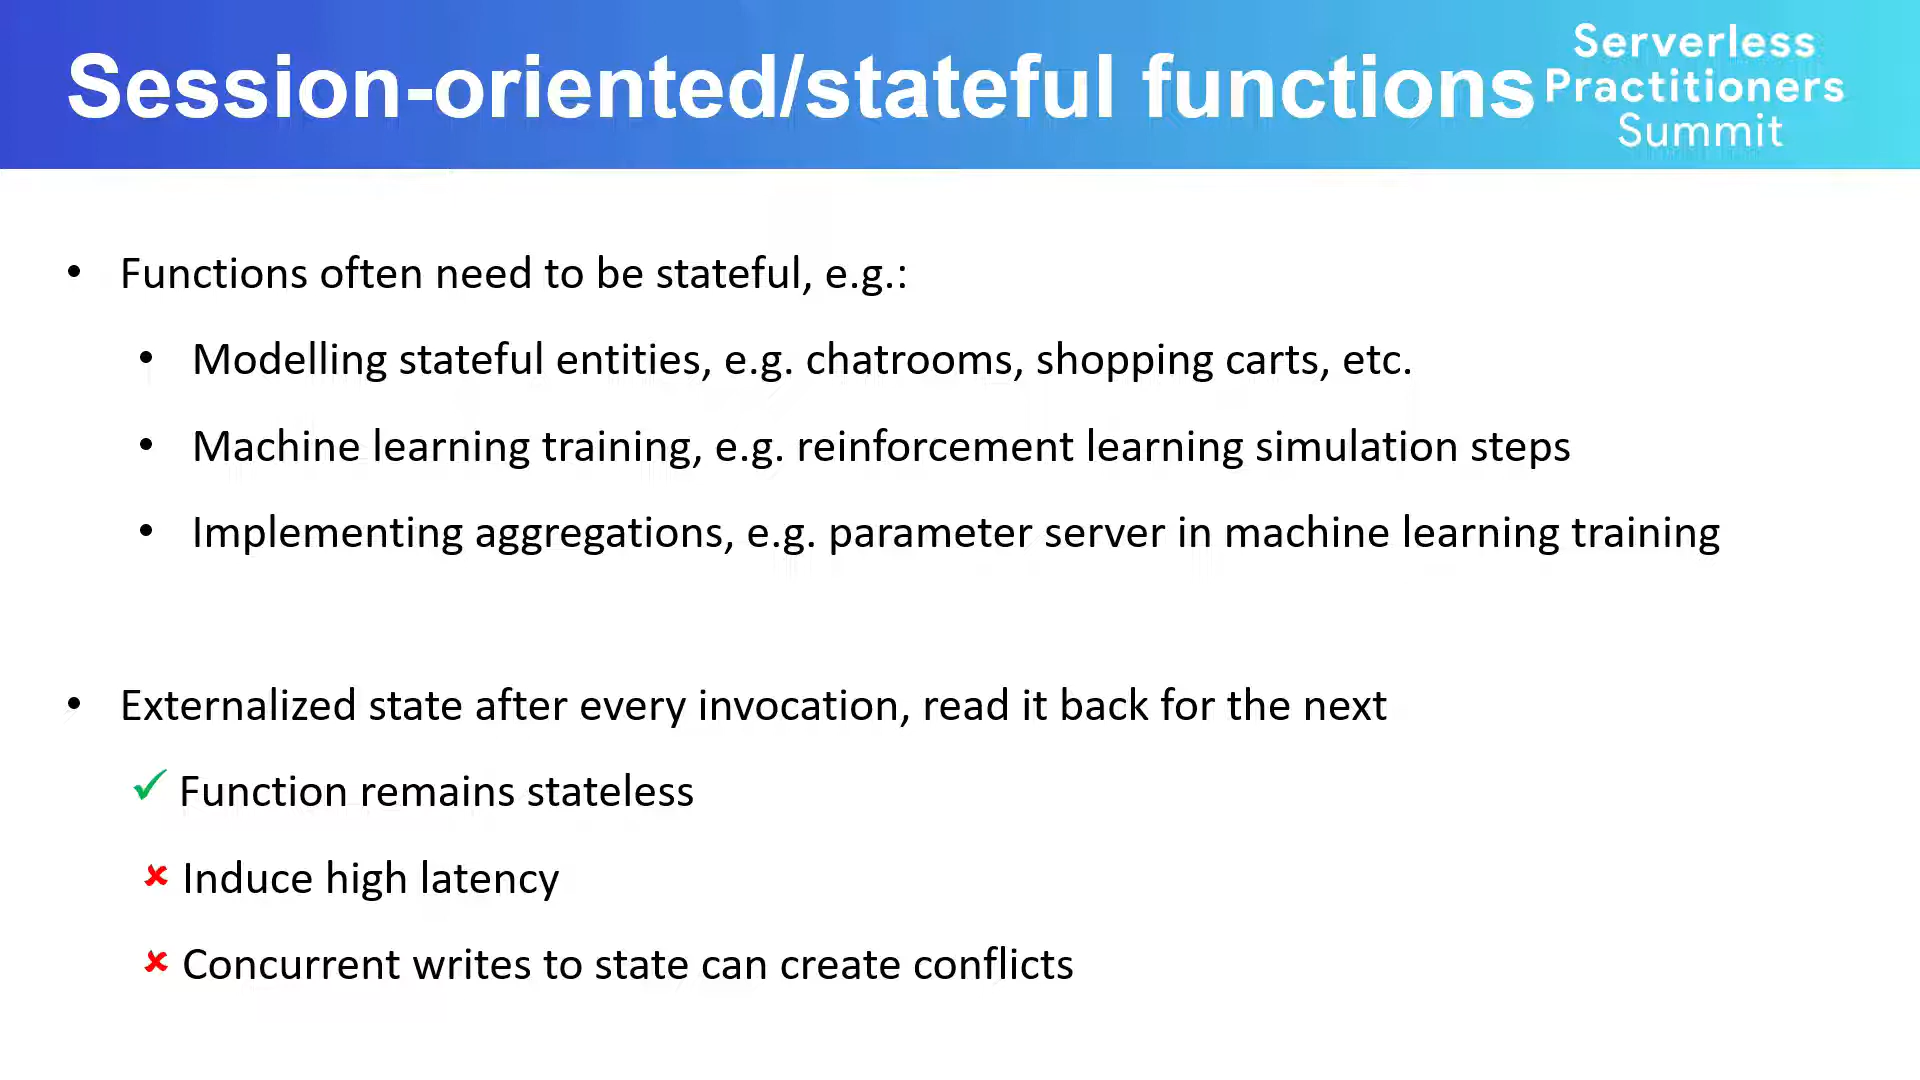 Session-oriented/stateful functions
Serverless
Practitioners
Summit
• Functions often need to be stateful, e.g.:
• Modelling stateful entities, e.g. chatrooms, shopping carts, etc.
• Machine learning training, e.g. reinforcement learning simulation steps
• Implementing aggregations, e.g. parameter server in machine learning training
• Externalized state after every invocation, read it back for the next
✓ Function remains stateless
✘ Induce high latency
✘ Concurrent writes to state can create conflicts